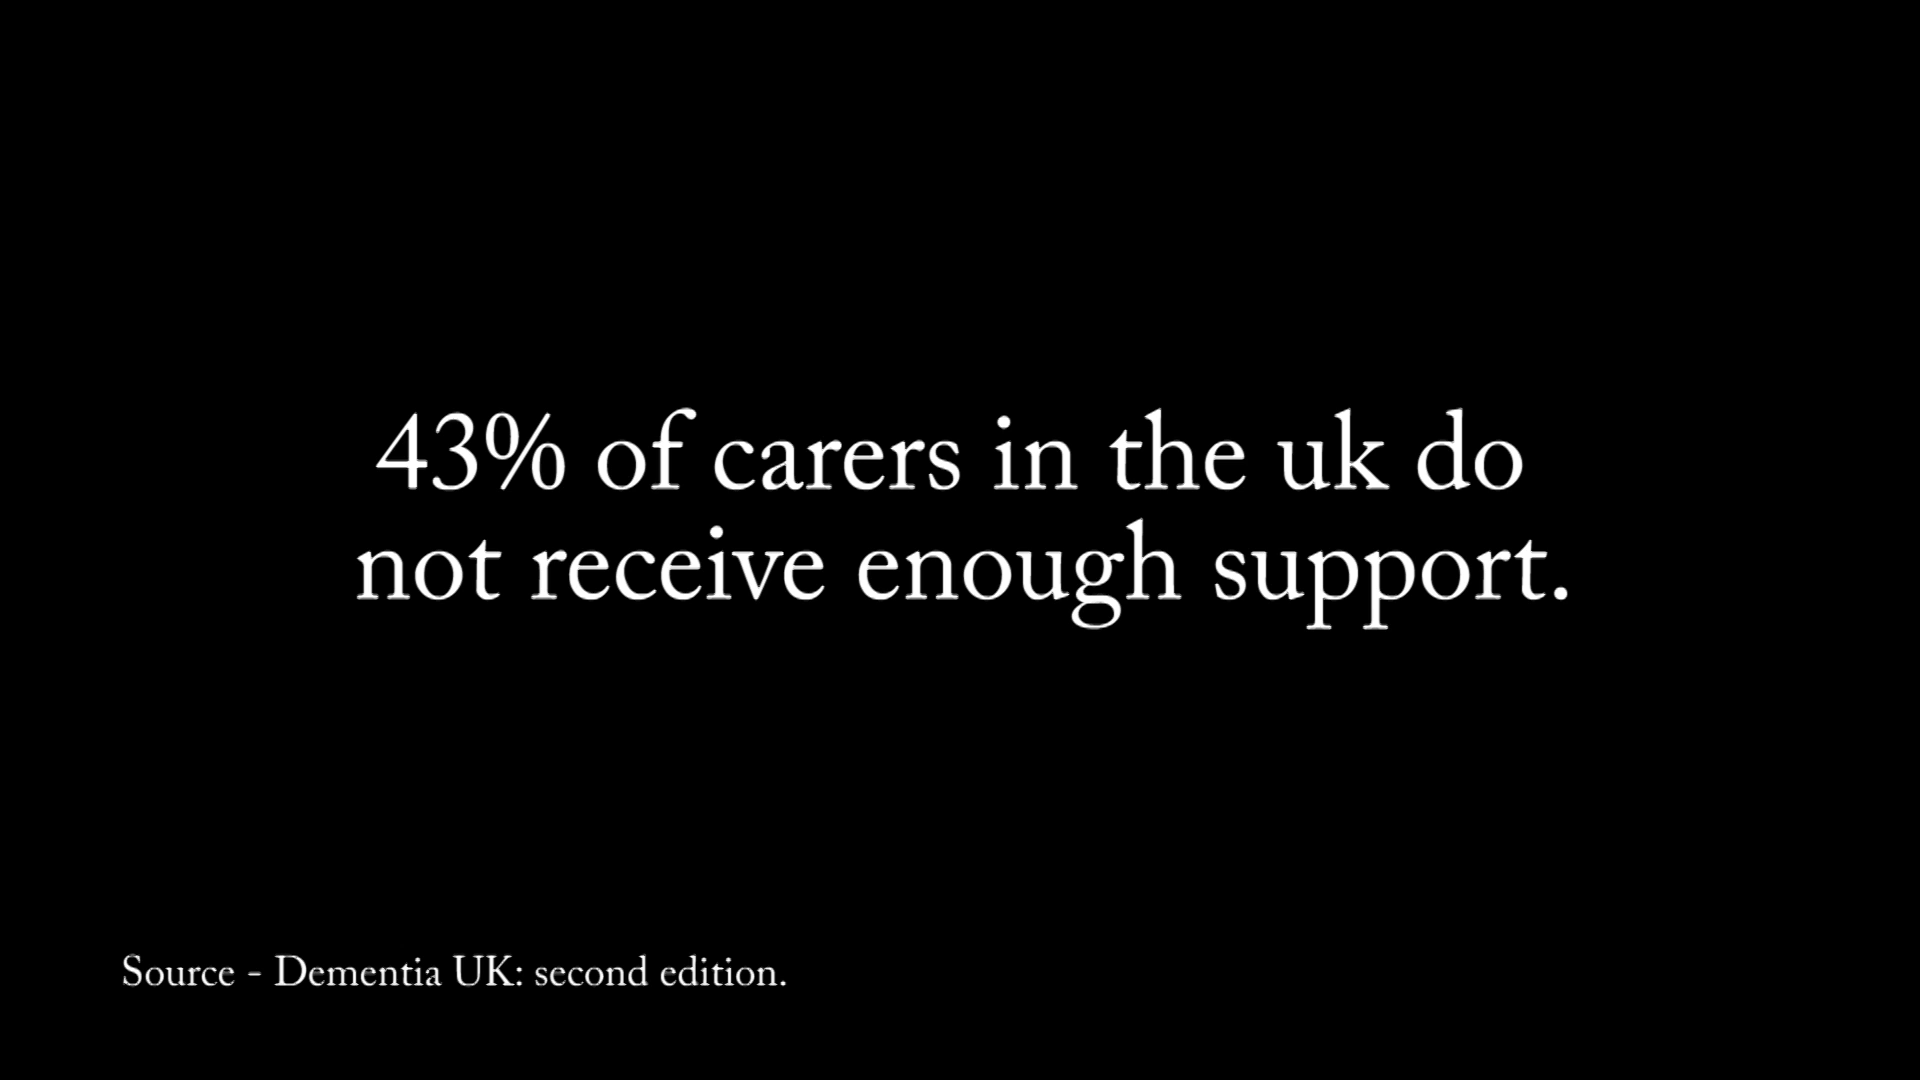 43% of carers in the uk do
not receive enough support.
Source - Dementia UK: second edition.